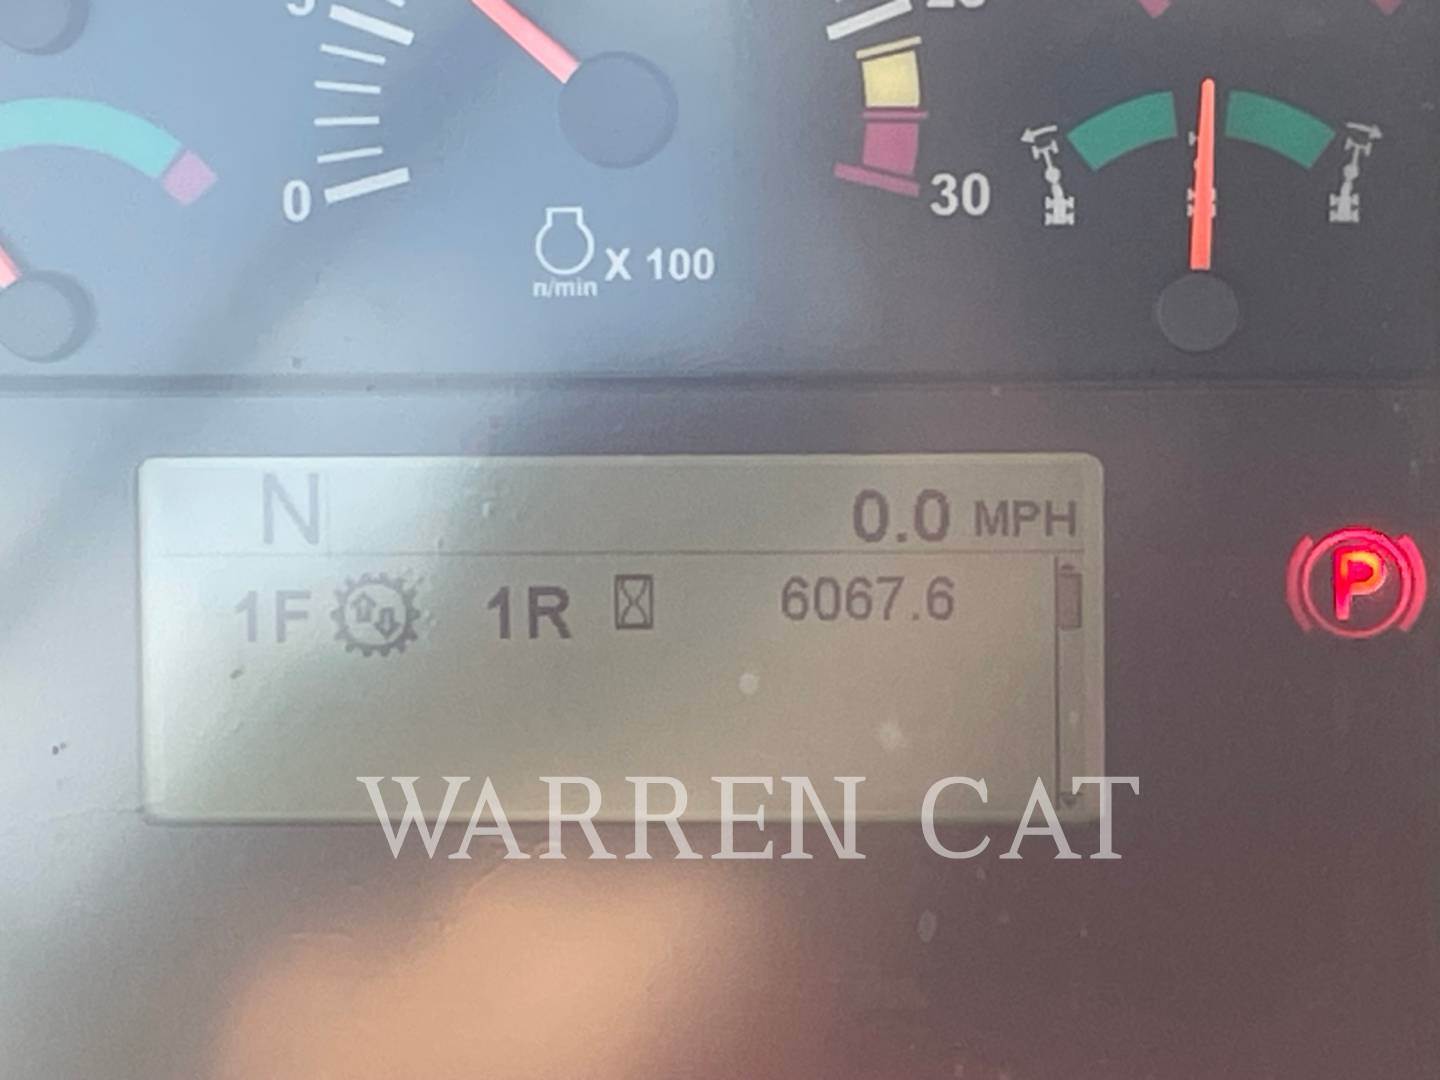 0
30
X 100
n/min
N 0.0 MPH
1F 1R 6067.6
P
WARREN CAT